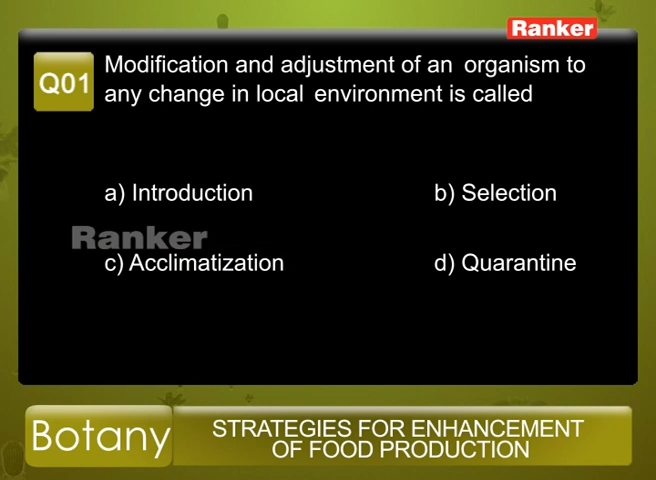 Ranker
Q01
Modification and adjustment of an organism to
any change in local environment is called
a) Introduction
b) Selection
Ranker
c) Acclimatization
d) Quarantine
Botany
STRATEGIES FOR ENHANCEMENT
OF FOOD PRODUCTION